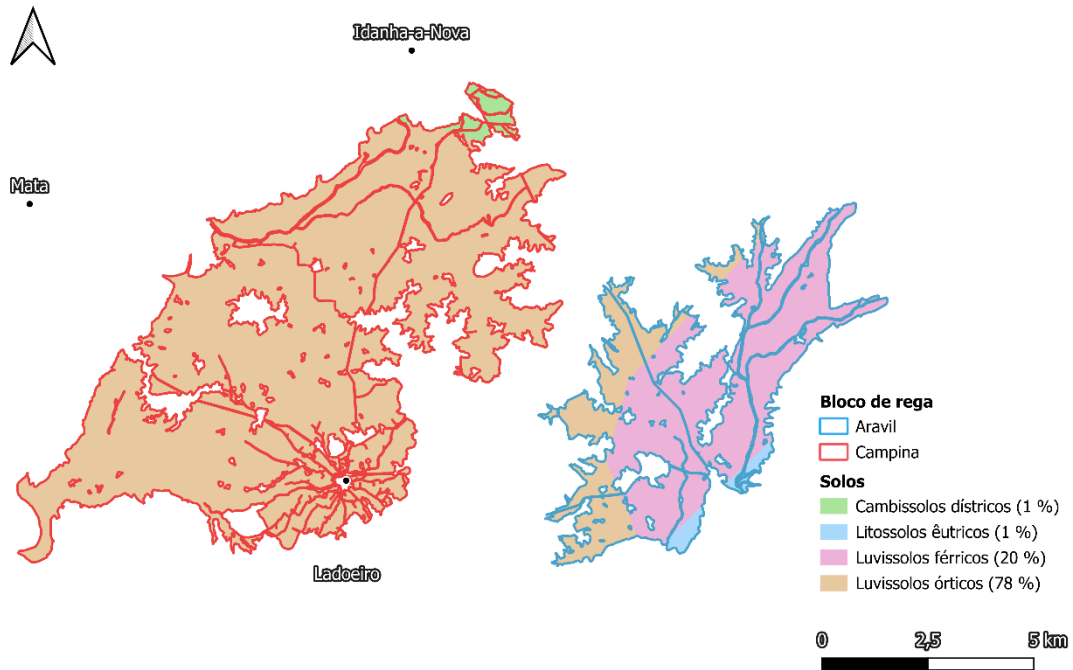 Idanha-a-Nova
Mata
Ladoeiro
Bloco de rega
Aravil
Campina
Solos
Cambissolos dístricos (1 %)
Litossolos êutricos (1 %)
Luvissolos férricos (20 %)
Luvissolos órticos (78 %)
0 2,5 5 km